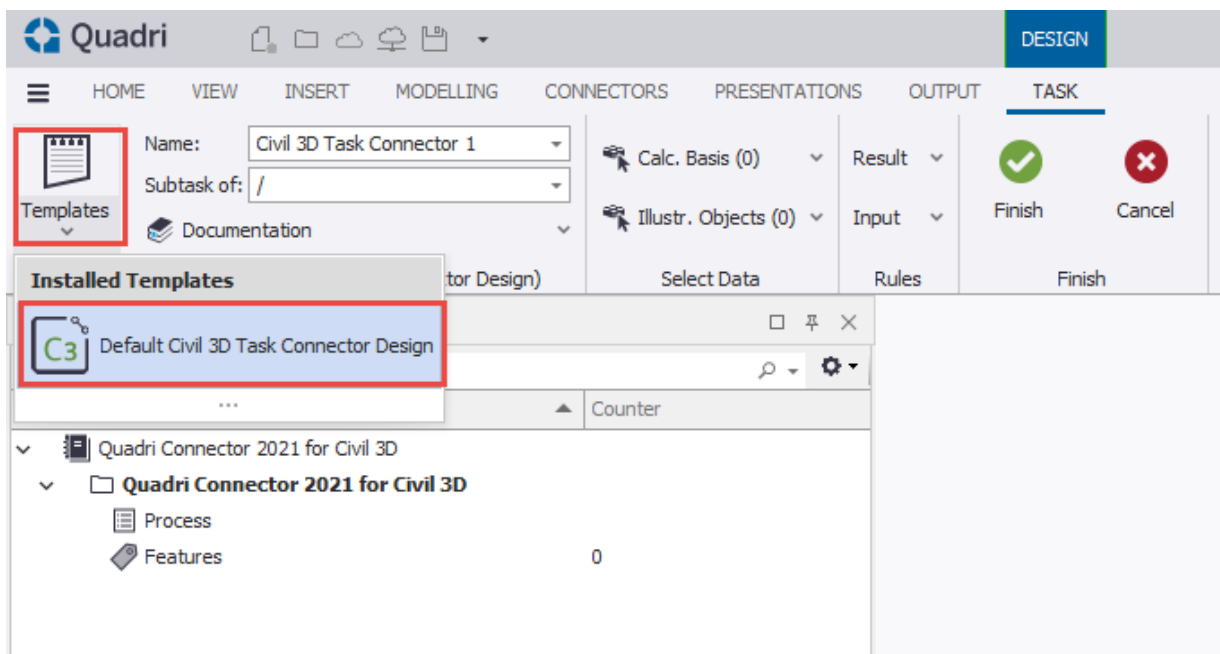 Quadri
DESIGN
HOME VIEW INSERT MODELLING CONNECTORS PRESENTATIONS OUTPUT TASK
Templates
Name: Civil 3D Task Connector 1
Subtask of: /
Documentation
Calc. Basis (0)
Illustr. Objects (0)
Result
Input
Finish
Cancel
tor Design)
Select Data
Rules
Finish
Installed Templates
C3 Default Civil 3D Task Connector Design
...
Counter
Quadri Connector 2021 for Civil 3D
Quadri Connector 2021 for Civil 3D
Process
Features 0